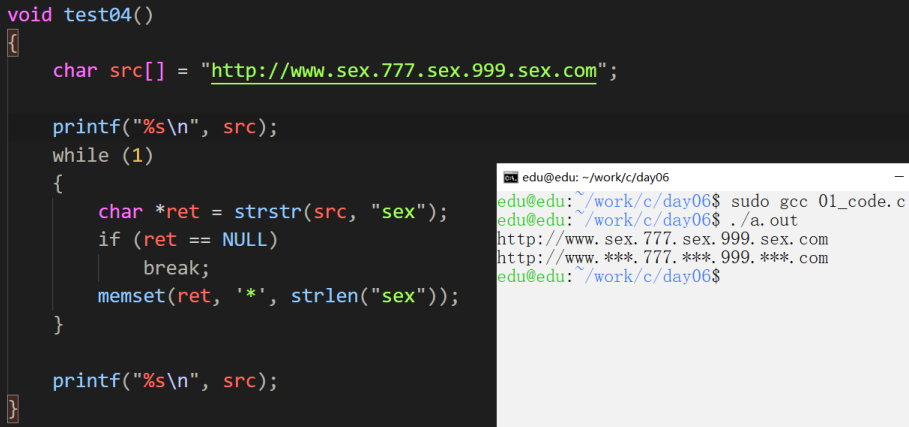 void test04()
{
char src[] = "http://www.sex.777.sex.999.sex.com";
printf("%s\n", src);
while (1)
{
char *ret = strstr(src, "sex");
if (ret == NULL)
break;
memset(ret, '*', strlen("sex"));
}
printf("%s\n", src);
}
edu@edu: ~/work/c/day06
edu@edu:~/work/c/day06$ sudo gcc 01_code.c
edu@edu:~/work/c/day06$ ./a.out
http://www.sex.777.sex.999.sex.com
http://www.***.777.***.999.***.com
edu@edu:~/work/c/day06$